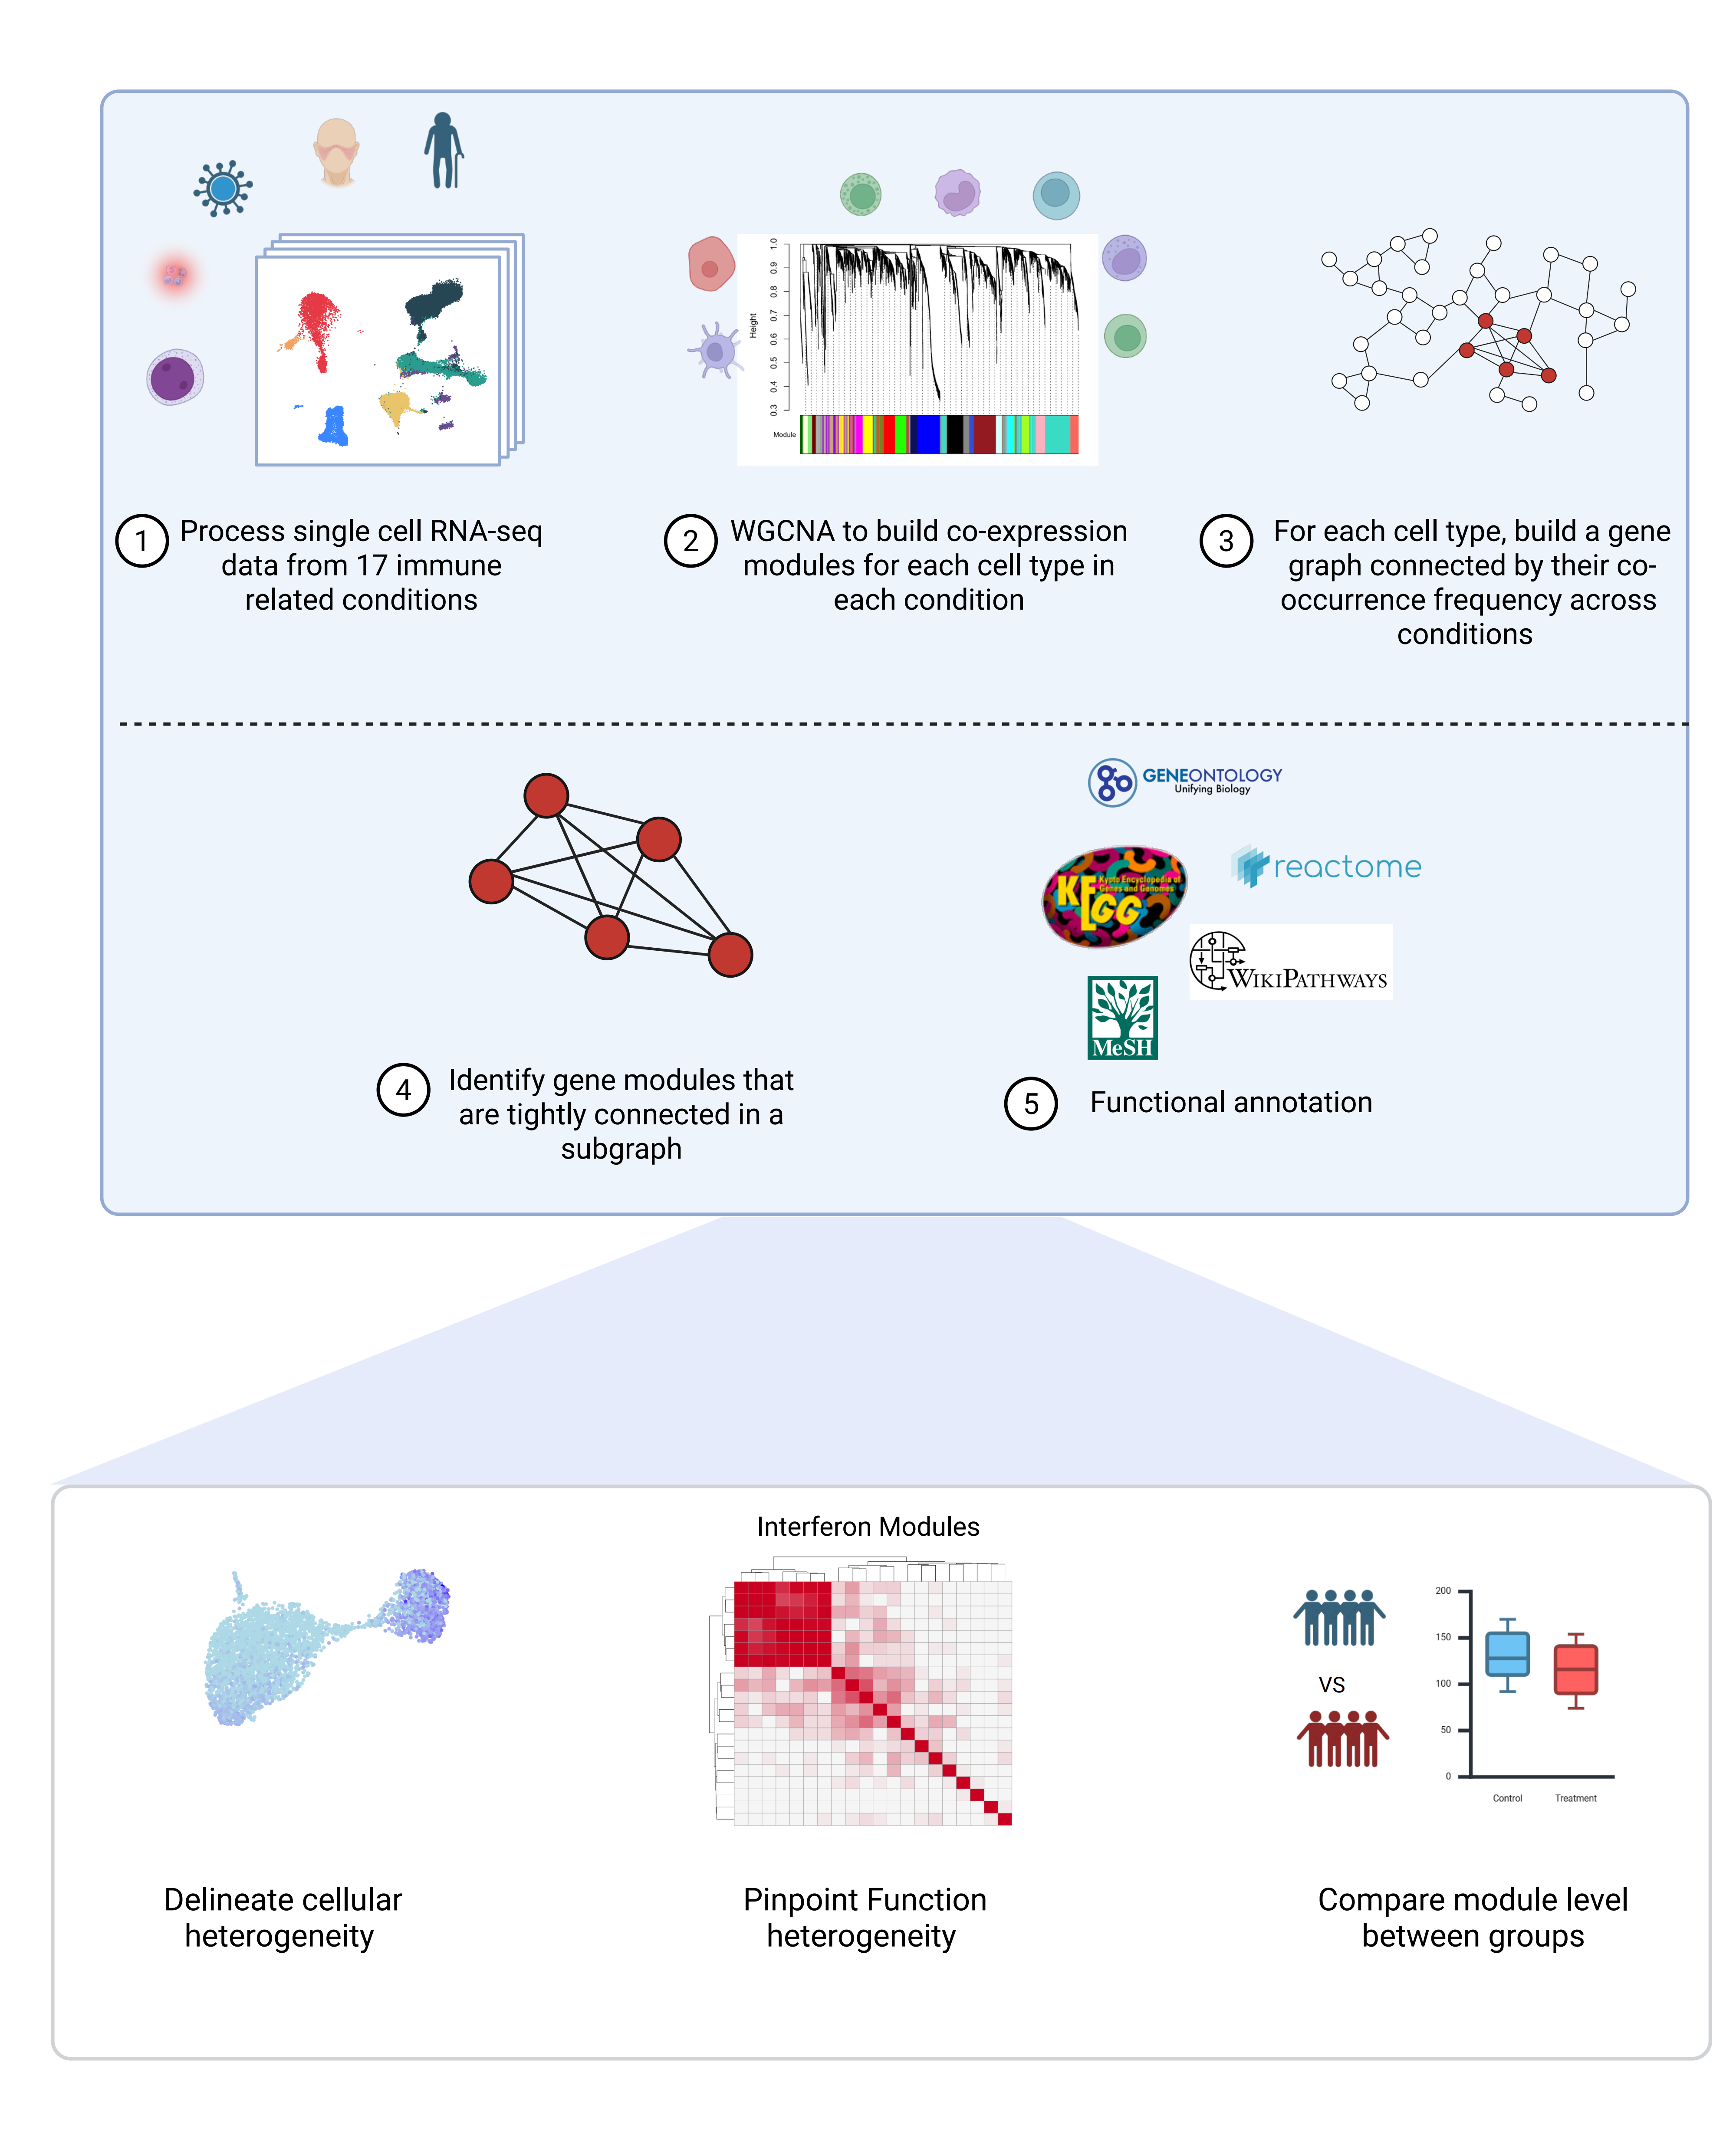 1.0
0.9
0.8
0.7
0.6
0.5
0.4
0.3
Height
Module
1
Process single cell RNA-seq
data from 17 immune
related conditions
2
WGCNA to build co-expression
modules for each cell type in
each condition
3
For each cell type, build a gene
graph connected by their co-
occurrence frequency across
conditions
GENEONTOLOGY
Unifying Biology
KEGG
Kyoto Encyclopedia of
Genes and Genomes
reactome
WIKIPATHWAYS
MeSH
4
Identify gene modules that
are tightly connected in a
subgraph
5
Functional annotation
Interferon Modules
VS
200
150
100
50
0
Control
Treatment
Delineate cellular
heterogeneity
Pinpoint Function
heterogeneity
Compare module level
between groups